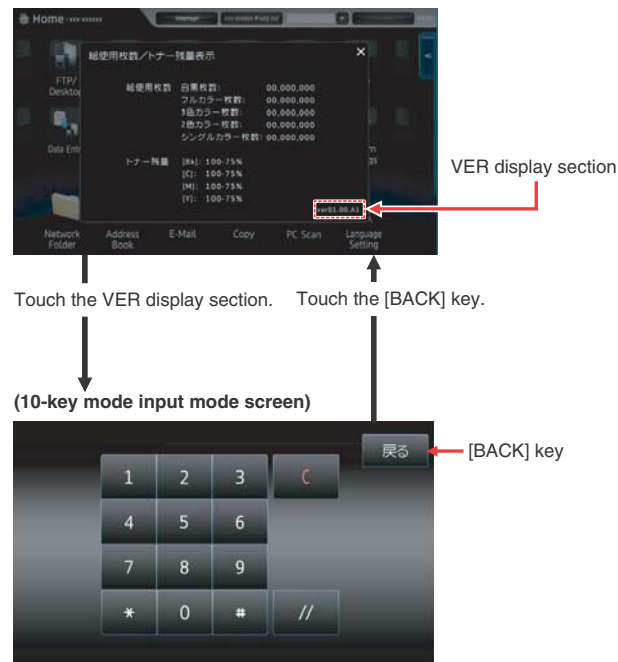 Home
総使用枚数/トナー残量表示
×
総使用枚数 白黒枚数: 00,000,000
フルカラー枚数: 00,000,000
3色カラー枚数: 00,000,000
2色カラー枚数: 00,000,000
シングルカラー枚数: 00,000,000
トナー残量 [Bk]: 100-75%
[C]: 100-75%
[M]: 100-75%
[Y]: 100-75%
ver01.00.A1
FTP/
Desktop
Data Ent
Network
Folder
Address
Book
E-Mail
Copy
PC Scan
Language
Setting
VER display section
Touch the VER display section.
Touch the [BACK] key.
(10-key mode input mode screen)
戻る
[BACK] key
1 2 3 C
4 5 6
7 8 9
* 0 # //